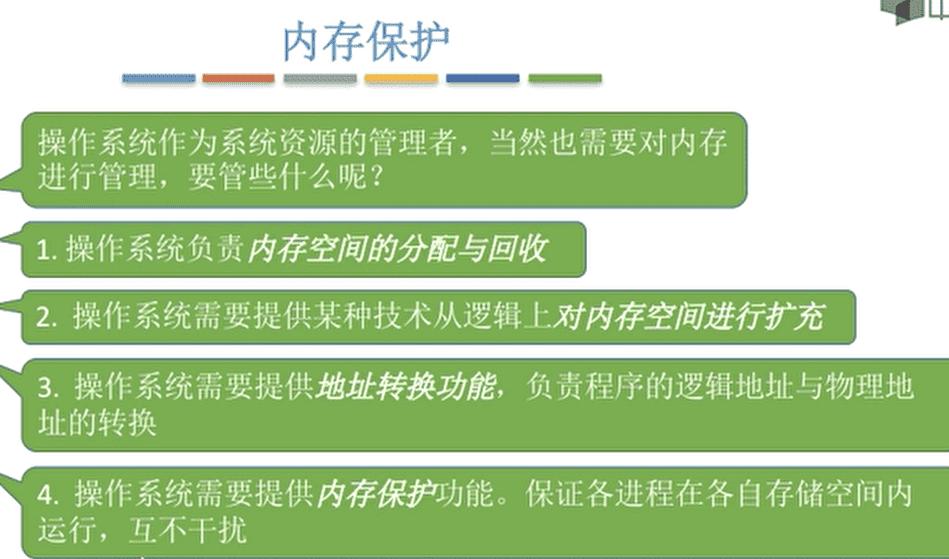 内存保护
操作系统作为系统资源的管理者，当然也需要对内存
进行管理，要管些什么呢？
1. 操作系统负责内存空间的分配与回收
2. 操作系统需要提供某种技术从逻辑上对内存空间进行扩充
3. 操作系统需要提供地址转换功能，负责程序的逻辑地址与物理地
址的转换
4. 操作系统需要提供内存保护功能。保证各进程在各自存储空间内
运行，互不干扰